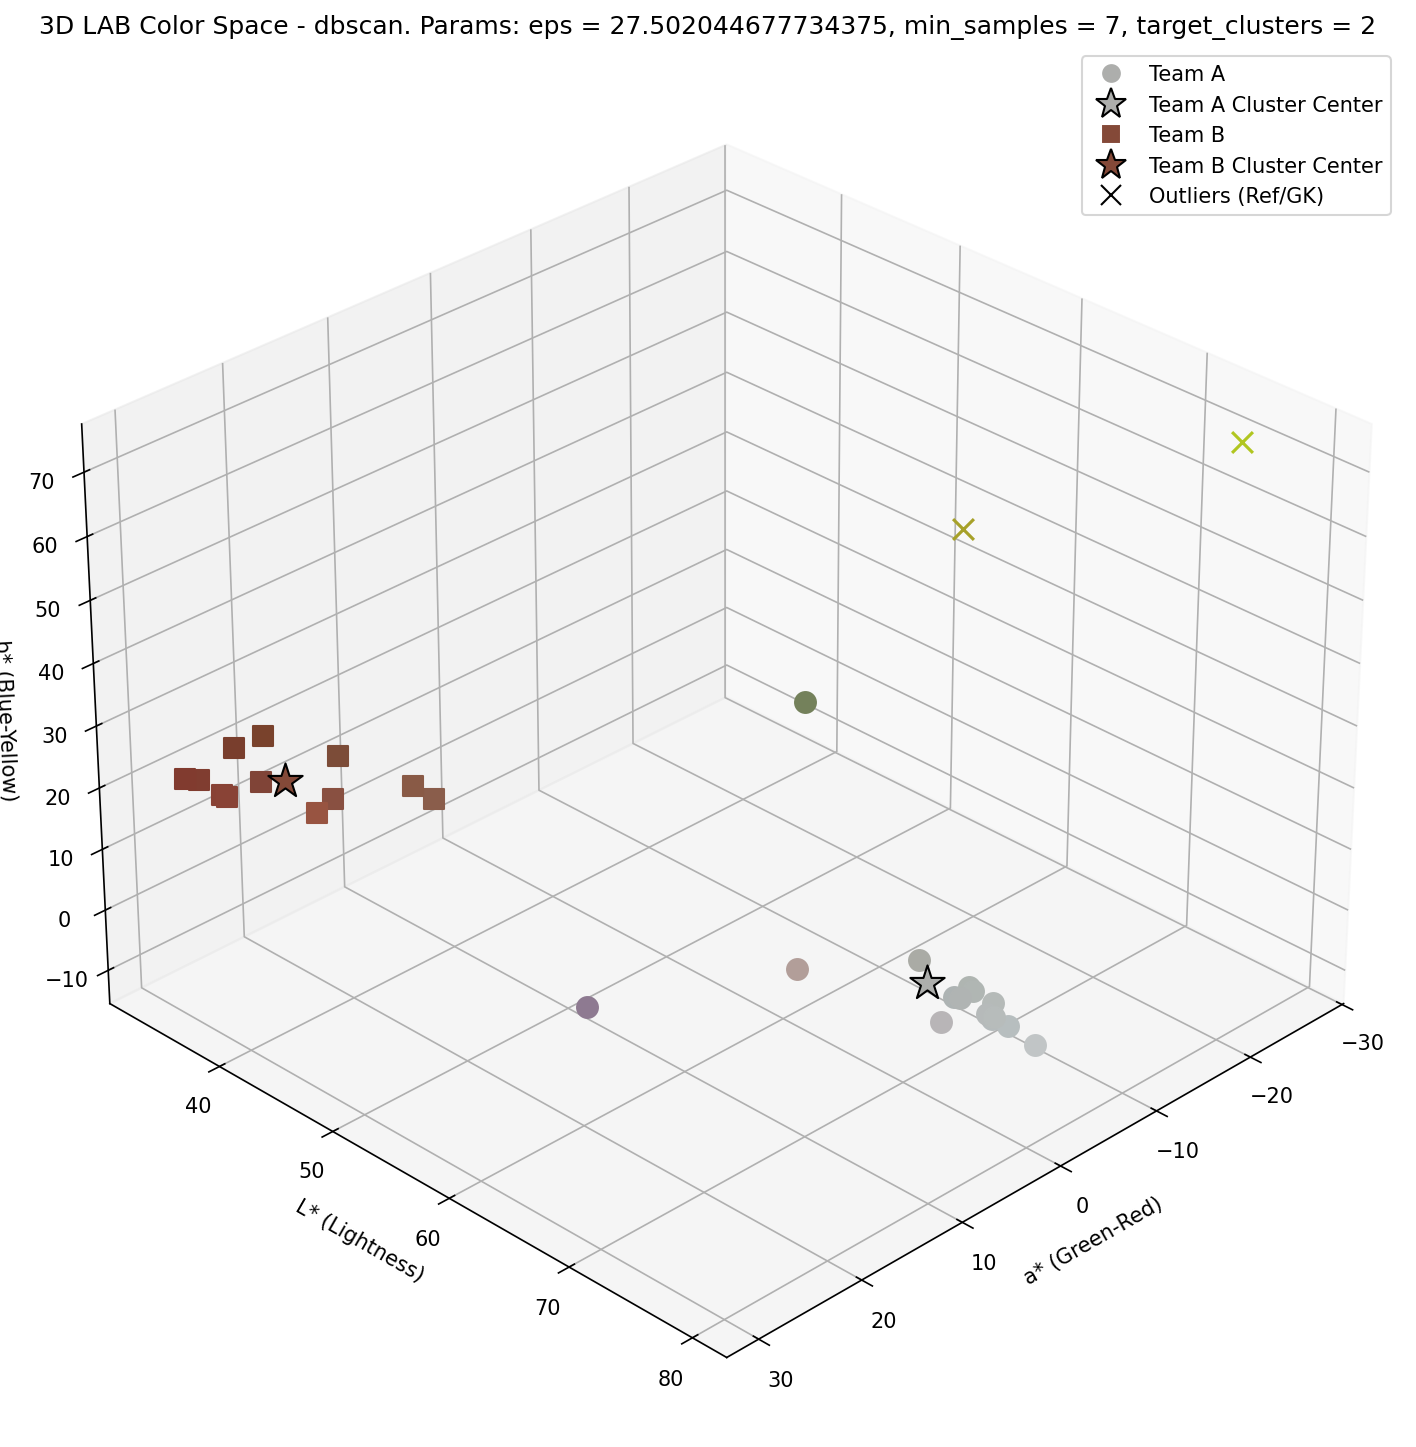 3D LAB Color Space - dbscan. Params: eps = 27.502044677734375, min_samples = 7, target_clusters = 2
Team A
Team A Cluster Center
Team B
Team B Cluster Center
Outliers (Ref/GK)
70
60
50
40
30
20
10
0
−10
b* (Blue-Yellow)
40
50
60
70
80
L* (Lightness)
−30
−20
−10
0
10
20
30
a* (Green-Red)